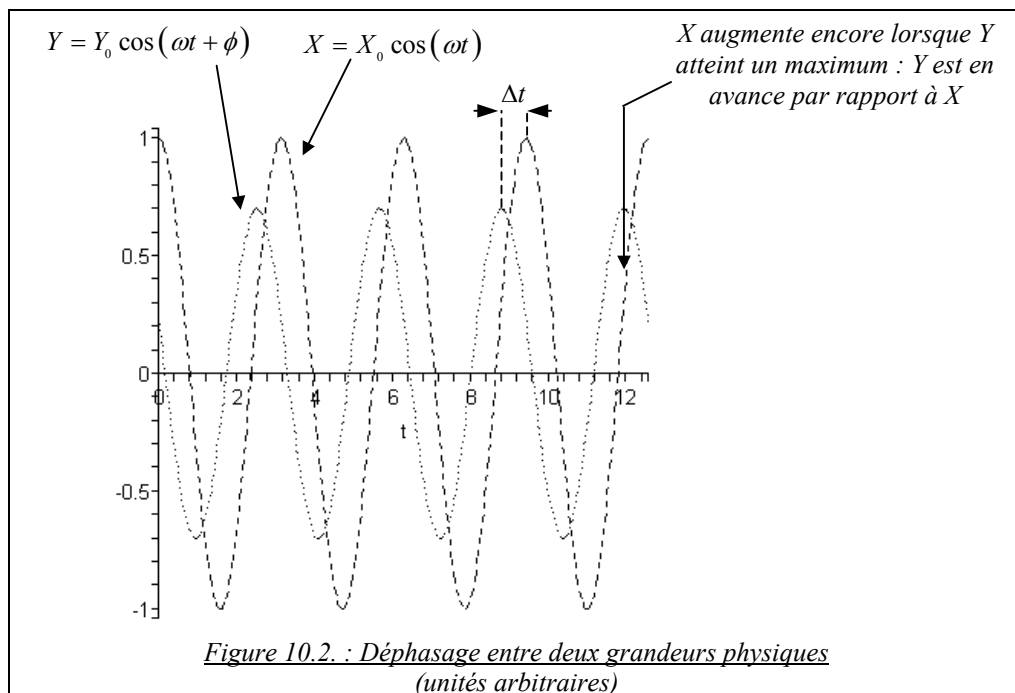 Y = Y₀ cos(ωt + ϕ)
X = X₀ cos(ωt)
X augmente encore lorsque Y
atteint un maximum : Y est en
avance par rapport à X
Δt
1
0.5
0
-0.5
-1
0 2 4 6 8 10 12
t
Figure 10.2. : Déphasage entre deux grandeurs physiques
(unités arbitraires)